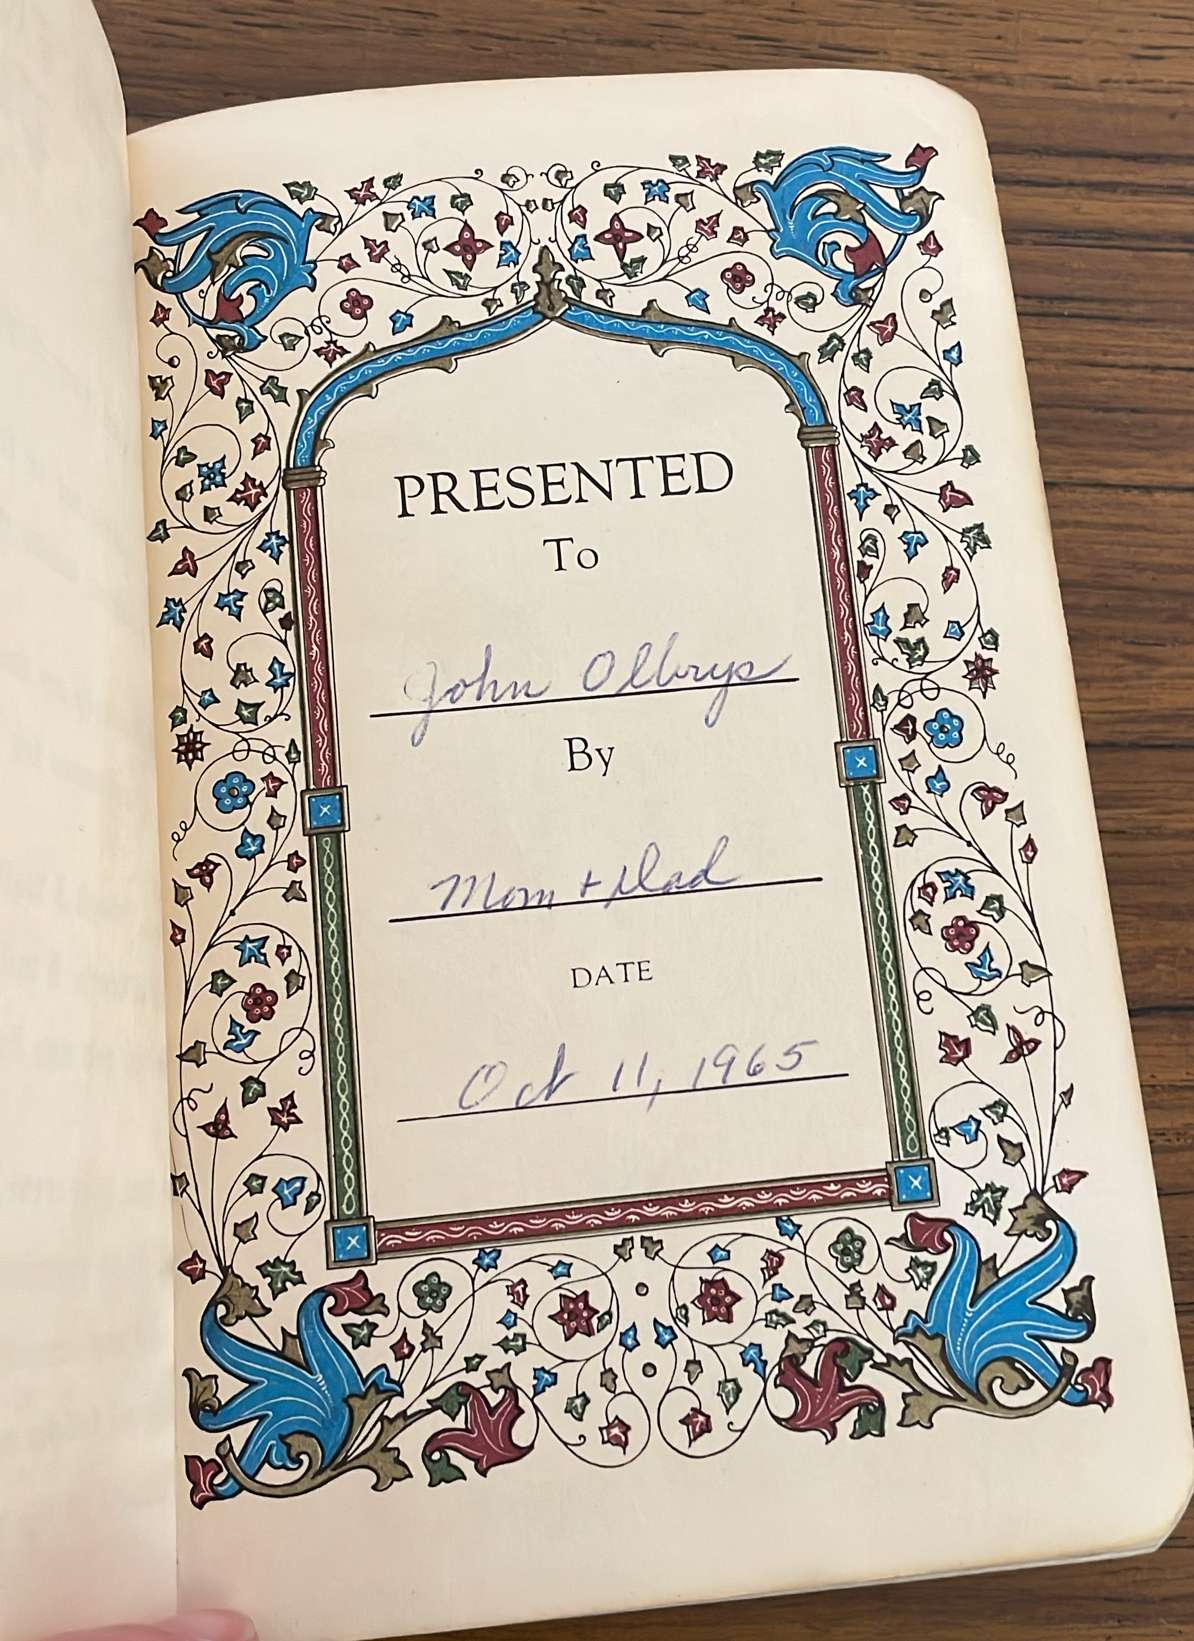 PRESENTED
To
John Olbrys
By
Mom + Dad
DATE
Oct 11, 1965